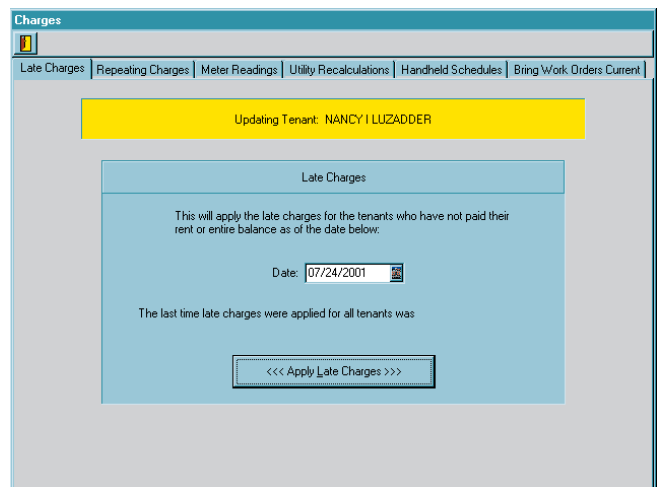 Charges
Late Charges Repeating Charges Meter Readings Utility Recalculations Handheld Schedules Bring Work Orders Current
Updating Tenant: NANCY I LUZADDER
Late Charges
This will apply the late charges for the tenants who have not paid their
rent or entire balance as of the date below:
Date: 07/24/2001
The last time late charges were applied for all tenants was
<<< Apply Late Charges >>>